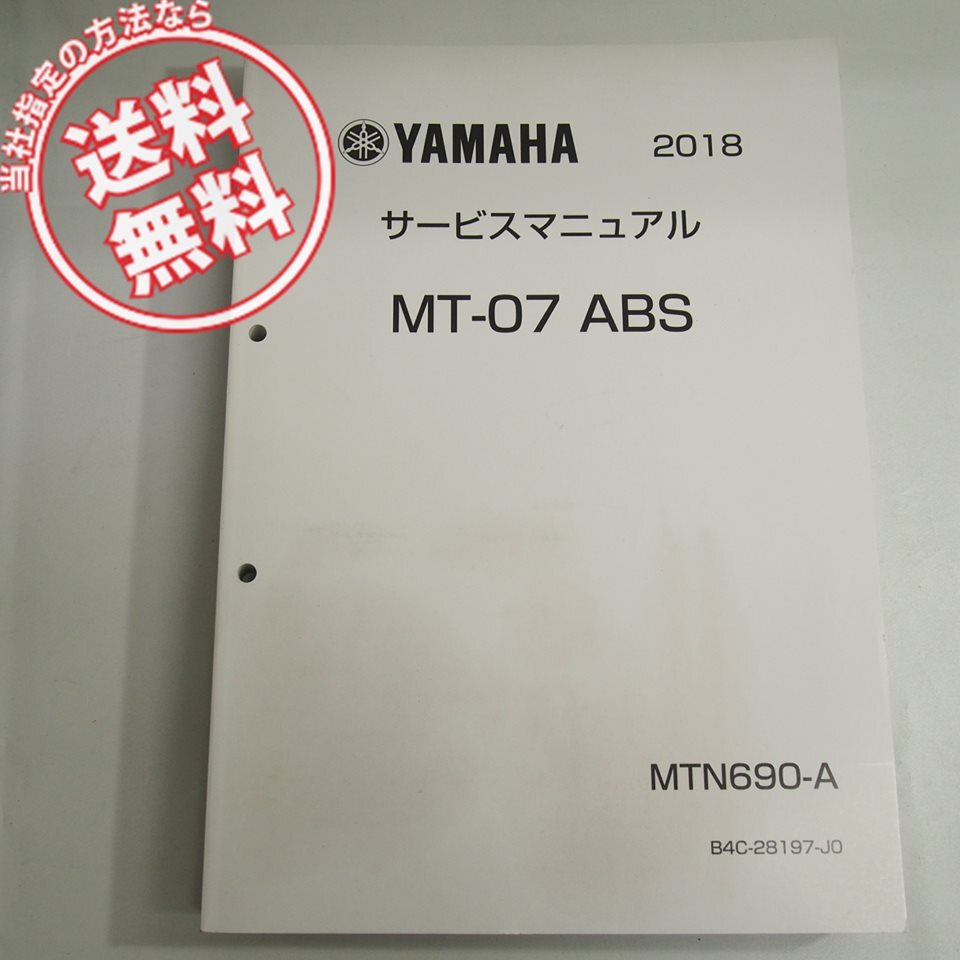 当社指定の方法なら
送料
無料
YAMAHA 2018
サービスマニュアル
MT-07 ABS
MTN690-A
B4C-28197-J0